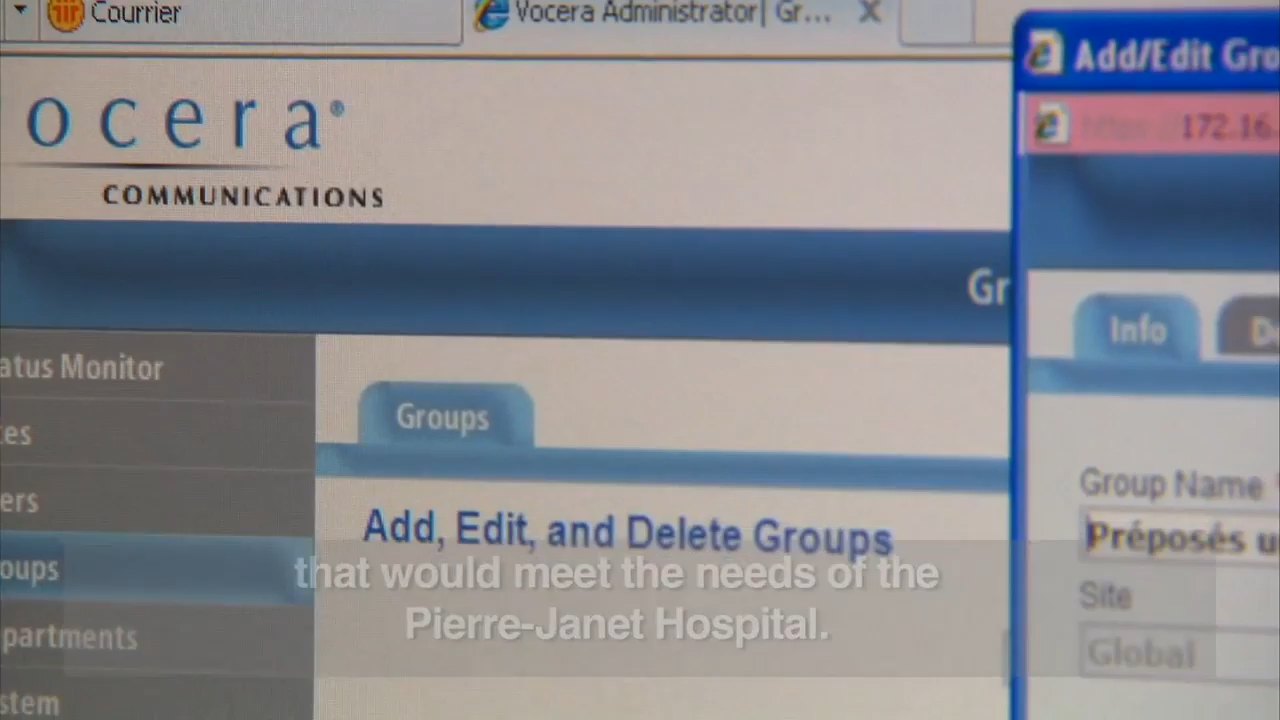 Courrier
Vocera Administrator| Gr...
Add/Edit Gro
172.16.
ocera®
COMMUNICATIONS
Gr
Info
atus Monitor
es
ers
oups
partments
stem
Groups
Add, Edit, and Delete Groups
Group Name
Préposés u
Site
Global
that would meet the needs of the
Pierre-Janet Hospital.